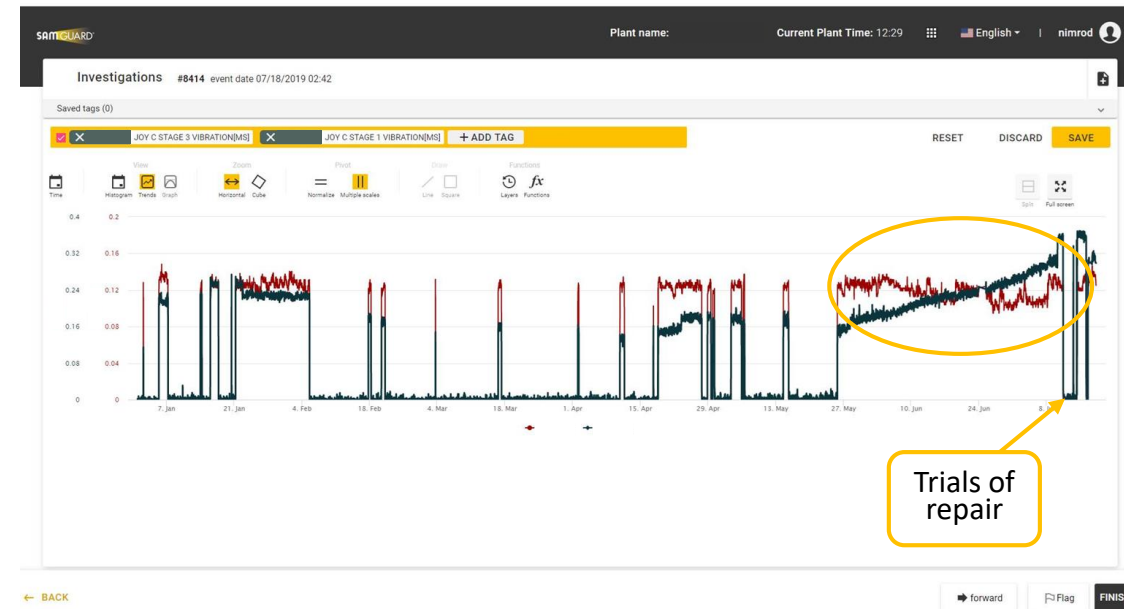 SAMGUARD
Plant name: Current Plant Time: 12:29 English | nimrod
Investigations #8414 event date 07/18/2019 02:42
Saved tags (0)
JOY C STAGE 3 VIBRATION[MS] JOY C STAGE 1 VIBRATION[MS] + ADD TAG RESET DISCARD SAVE
View Zoom Pivot Draw Functions
Time Histogram Trends Graph Horizontal Cube Normalize Multiple scales Line Square Layers Functions Split Full screen
0.4 0.2
0.32 0.16
0.24 0.12
0.16 0.08
0.08 0.04
0 0
7. Jan 21. Jan 4. Feb 18. Feb 4. Mar 18. Mar 1. Apr 15. Apr 29. Apr 13. May 27. May 10. Jun 24. Jun 8.
Trials of
repair
← BACK forward Flag FINIS